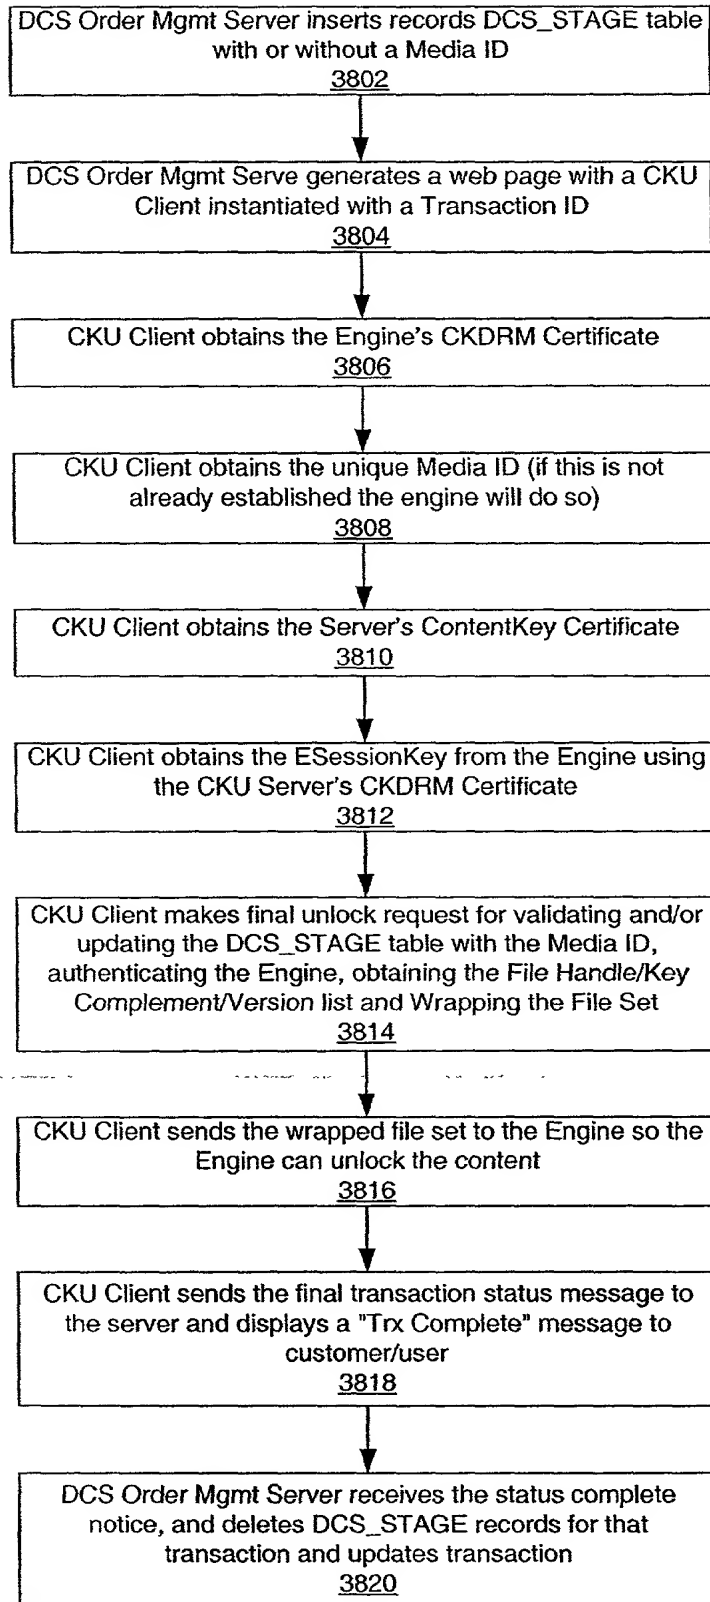 DCS Order Mgmt Server inserts records DCS_STAGE table
with or without a Media ID
3802
DCS Order Mgmt Serve generates a web page with a CKU
Client instantiated with a Transaction ID
3804
CKU Client obtains the Engine's CKDRM Certificate
3806
CKU Client obtains the unique Media ID (if this is not
already established the engine will do so)
3808
CKU Client obtains the Server's ContentKey Certificate
3810
CKU Client obtains the ESessionKey from the Engine using
the CKU Server's CKDRM Certificate
3812
CKU Client makes final unlock request for validating and/or
updating the DCS_STAGE table with the Media ID,
authenticating the Engine, obtaining the File Handle/Key
Complement/Version list and Wrapping the File Set
3814
CKU Client sends the wrapped file set to the Engine so the
Engine can unlock the content
3816
CKU Client sends the final transaction status message to
the server and displays a "Trx Complete" message to
customer/user
3818
DCS Order Mgmt Server receives the status complete
notice, and deletes DCS_STAGE records for that
transaction and updates transaction
3820